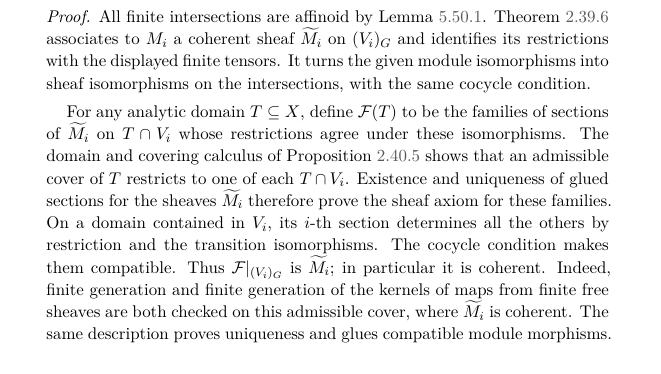 Proof. All finite intersections are affinoid by Lemma 5.50.1. Theorem 2.39.6
associates to M_i a coherent sheaf \widetilde{M_i} on (V_i)_G and identifies its restrictions
with the displayed finite tensors. It turns the given module isomorphisms into
sheaf isomorphisms on the intersections, with the same cocycle condition.
For any analytic domain T ⊆ X, define \mathcal{F}(T) to be the families of sections
of \widetilde{M_i} on T ∩ V_i whose restrictions agree under these isomorphisms. The
domain and covering calculus of Proposition 2.40.5 shows that an admissible
cover of T restricts to one of each T ∩ V_i. Existence and uniqueness of glued
sections for the sheaves \widetilde{M_i} therefore prove the sheaf axiom for these families.
On a domain contained in V_i, its i-th section determines all the others by
restriction and the transition isomorphisms. The cocycle condition makes
them compatible. Thus \mathcal{F}|_{(V_i)_G} is \widetilde{M_i}; in particular it is coherent. Indeed,
finite generation and finite generation of the kernels of maps from finite free
sheaves are both checked on this admissible cover, where \widetilde{M_i} is coherent. The
same description proves uniqueness and glues compatible module morphisms.